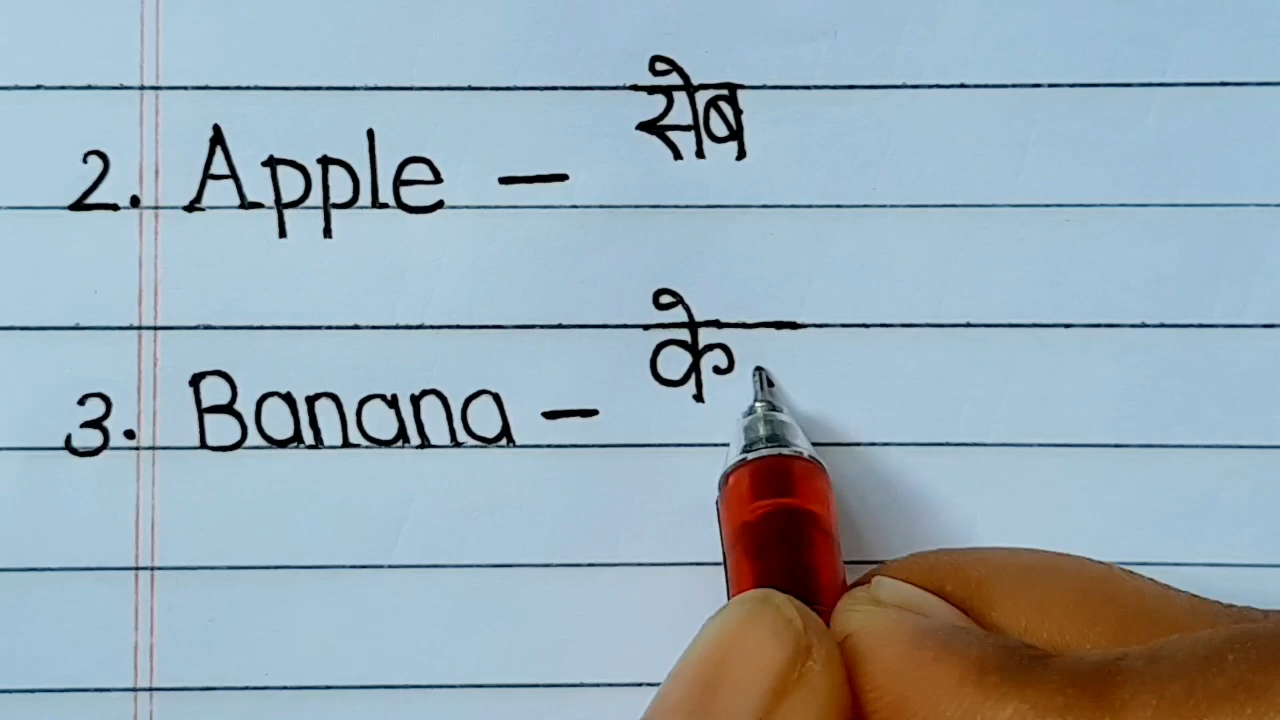 2. Apple – सेब
3. Banana – के